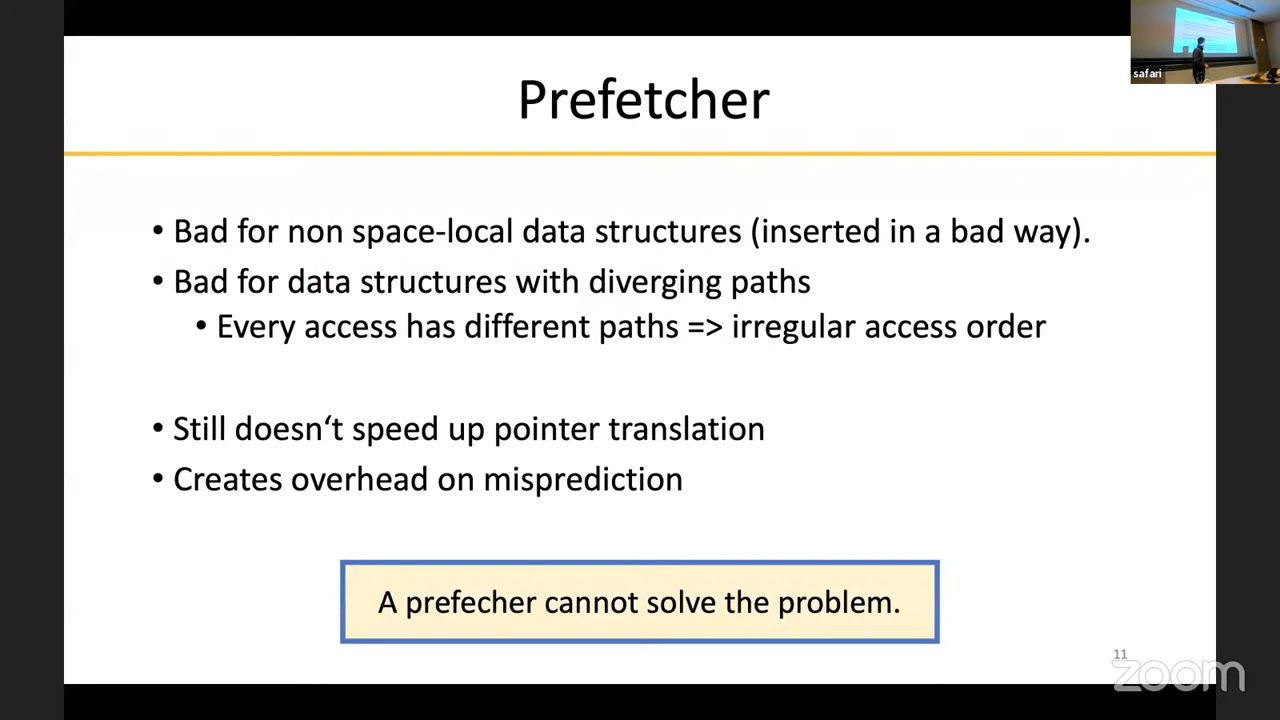 safari
Prefetcher
• Bad for non space-local data structures (inserted in a bad way).
• Bad for data structures with diverging paths
• Every access has different paths => irregular access order
• Still doesn‘t speed up pointer translation
• Creates overhead on misprediction
A prefecher cannot solve the problem.
11
zoom